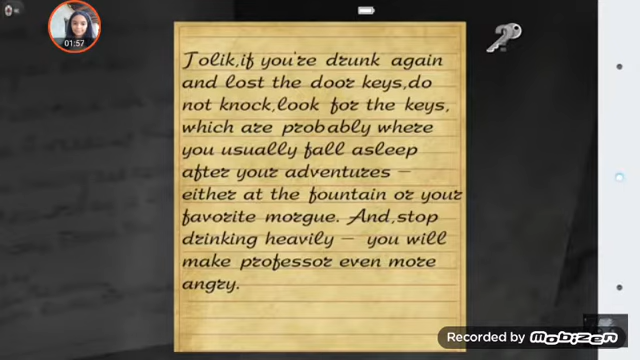 01:57
Tolik,if you're drunk again
and lost the door keys,do
not knock,look for the keys,
which are probably where
you usually fall asleep
after your adventures —
either at the fountain or your
favorite morgue. And,stop
drinking heavily — you will
make professor even more
angry.
Recorded by mobizen